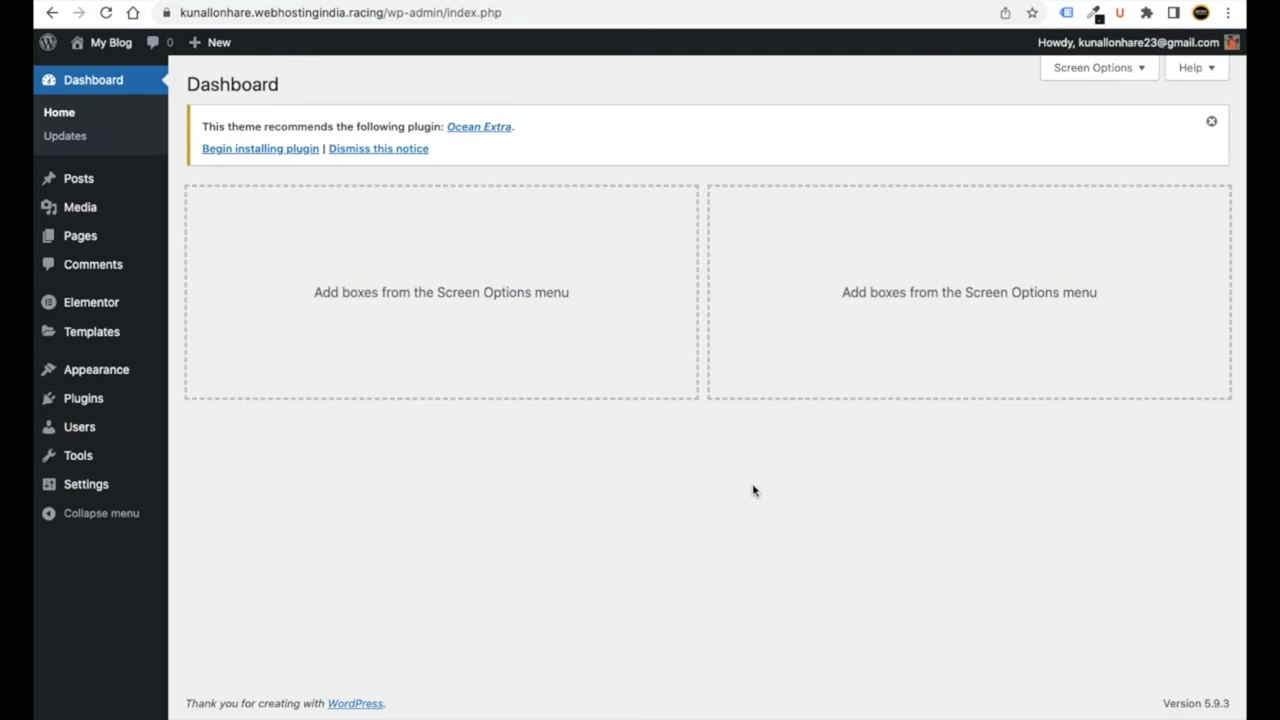 kunallonhare.webhostingindia.racing/wp-admin/index.php
My Blog 0 New Howdy, kunallonhare23@gmail.com
Screen Options Help
Dashboard
Home
Updates
Posts
Media
Pages
Comments
Elementor
Templates
Appearance
Plugins
Users
Tools
Settings
Collapse menu
Dashboard
This theme recommends the following plugin: Ocean Extra.
Begin installing plugin | Dismiss this notice
Add boxes from the Screen Options menu
Add boxes from the Screen Options menu
Thank you for creating with WordPress.
Version 5.9.3